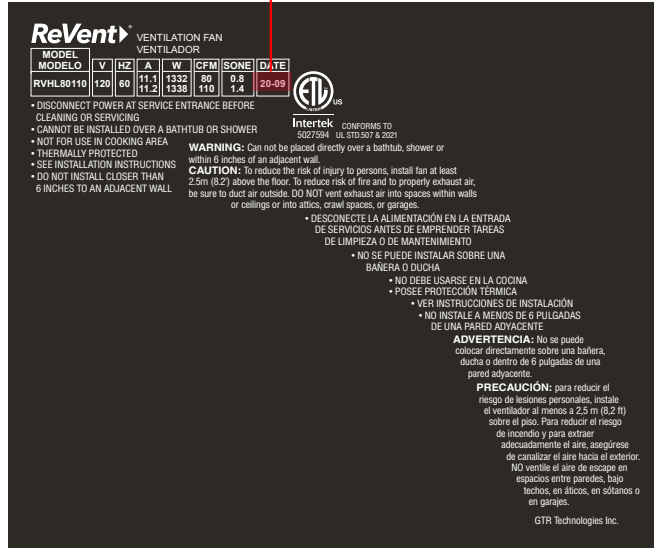 ReVent® VENTILATION FAN
VENTILADOR
MODEL
MODELO V HZ A W CFM SONE DATE
RVHL80110 120 60 11.1 1332 80 0.8 20-09
11.2 1338 110 1.4
ETL US
LISTED
Intertek
5027594
CONFORMS TO
UL STD.507 & 2021
• DISCONNECT POWER AT SERVICE ENTRANCE BEFORE
CLEANING OR SERVICING
• CANNOT BE INSTALLED OVER A BATHTUB OR SHOWER
• NOT FOR USE IN COOKING AREA
• THERMALLY PROTECTED
• SEE INSTALLATION INSTRUCTIONS
• DO NOT INSTALL CLOSER THAN
6 INCHES TO AN ADJACENT WALL
WARNING: Can not be placed directly over a bathtub, shower or
within 6 inches of an adjacent wall.
CAUTION: To reduce the risk of injury to persons, install fan at least
2.5m (8.2') above the floor. To reduce risk of fire and to properly exhaust air,
be sure to duct air outside. DO NOT vent exhaust air into spaces within walls
or ceilings or into attics, crawl spaces, or garages.
• DESCONECTE LA ALIMENTACIÓN EN LA ENTRADA
DE SERVICIOS ANTES DE EMPRENDER TAREAS
DE LIMPIEZA O DE MANTENIMIENTO
• NO SE PUEDE INSTALAR SOBRE UNA
BAÑERA O DUCHA
• NO DEBE USARSE EN LA COCINA
• POSEE PROTECCIÓN TÉRMICA
• VER INSTRUCCIONES DE INSTALACIÓN
• NO INSTALE A MENOS DE 6 PULGADAS
DE UNA PARED ADYACENTE
ADVERTENCIA: No se puede
colocar directamente sobre una bañera,
ducha o dentro de 6 pulgadas de una
pared adyacente.
PRECAUCIÓN: para reducir el
riesgo de lesiones personales, instale
el ventilador al menos a 2,5 m (8,2 ft)
sobre el piso. Para reducir el riesgo
de incendio y para extraer
adecuadamente el aire, asegúrese
de canalizar el aire hacia el exterior.
NO ventile el aire de escape en
espacios entre paredes, bajo
techos, en áticos, en sótanos o
en garajes.
GTR Technologies Inc.